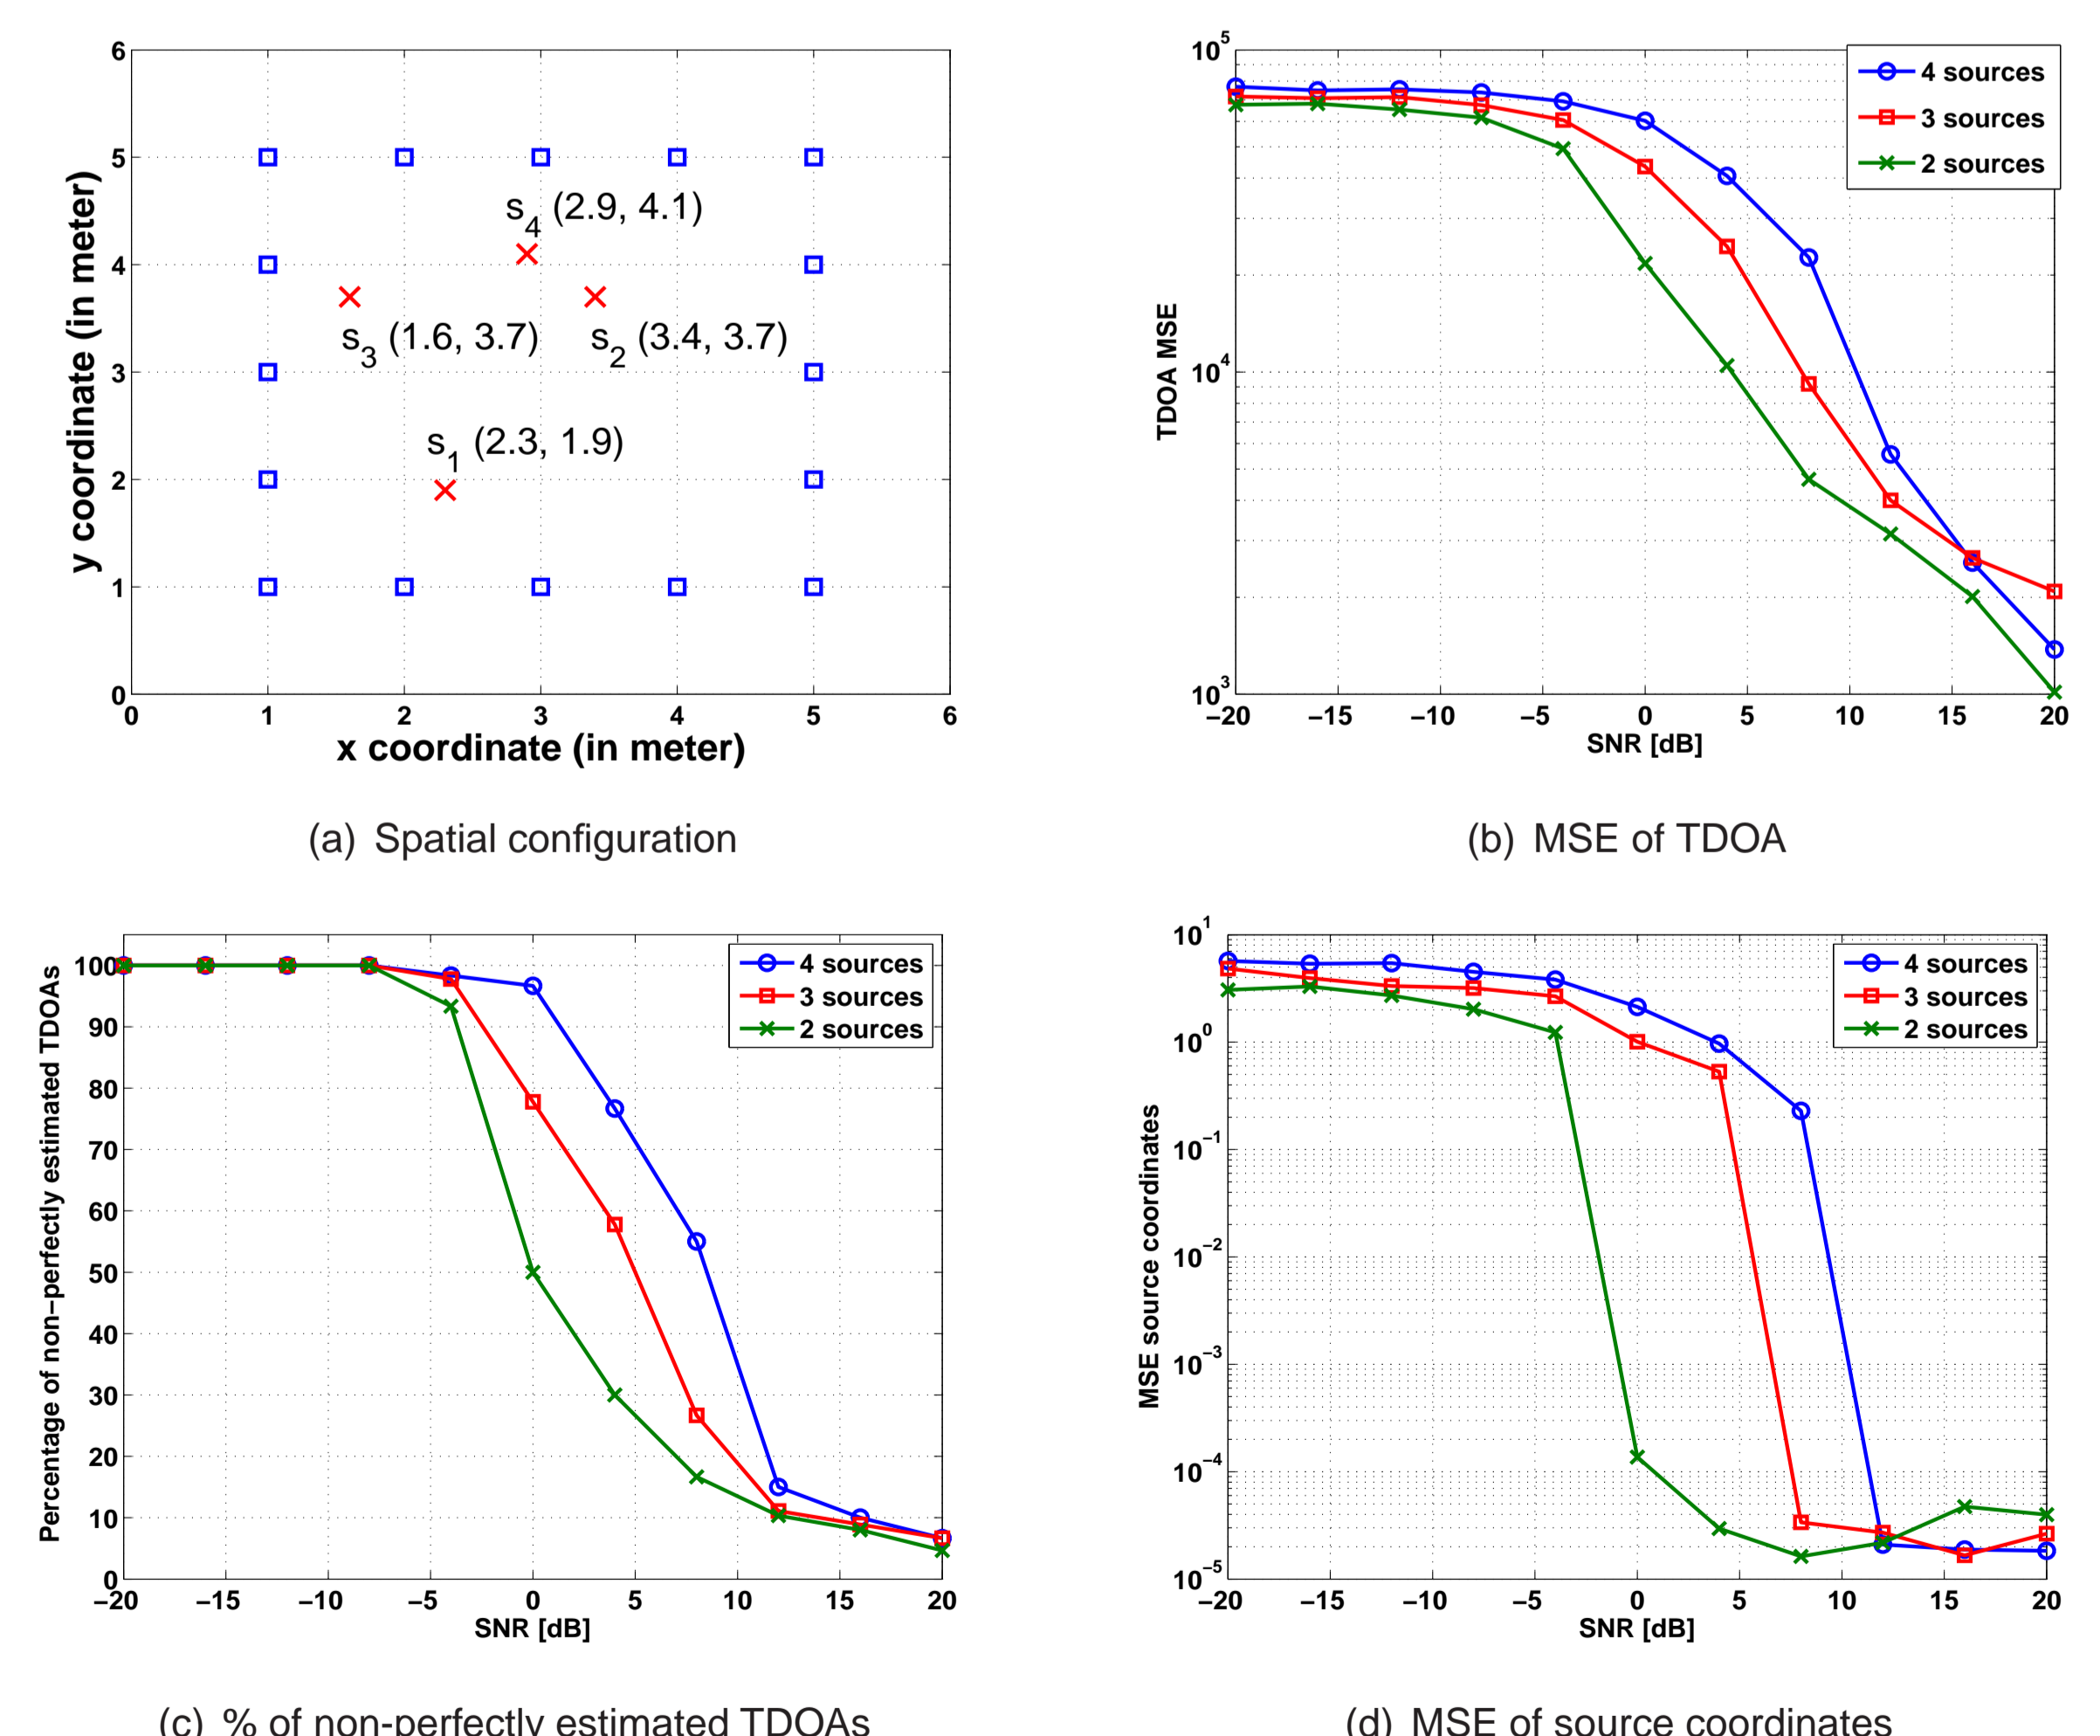 6
5
4
3
2
1
0
0 1 2 3 4 5 6
y coordinate (in meter)
x coordinate (in meter)
s4 (2.9, 4.1)
s3 (1.6, 3.7)
s2 (3.4, 3.7)
s1 (2.3, 1.9)
(a) Spatial configuration
10^5
10^4
10^3
−20 −15 −10 −5 0 5 10 15 20
TDOA MSE
SNR [dB]
4 sources
3 sources
2 sources
(b) MSE of TDOA
100
90
80
70
60
50
40
30
20
10
0
−20 −15 −10 −5 0 5 10 15 20
Percentage of non−perfectly estimated TDOAs
SNR [dB]
4 sources
3 sources
2 sources
(c) % of non-perfectly estimated TDOAs
10^1
10^0
10^−1
10^−2
10^−3
10^−4
10^−5
−20 −15 −10 −5 0 5 10 15 20
MSE source coordinates
SNR [dB]
4 sources
3 sources
2 sources
(d) MSE of source coordinates